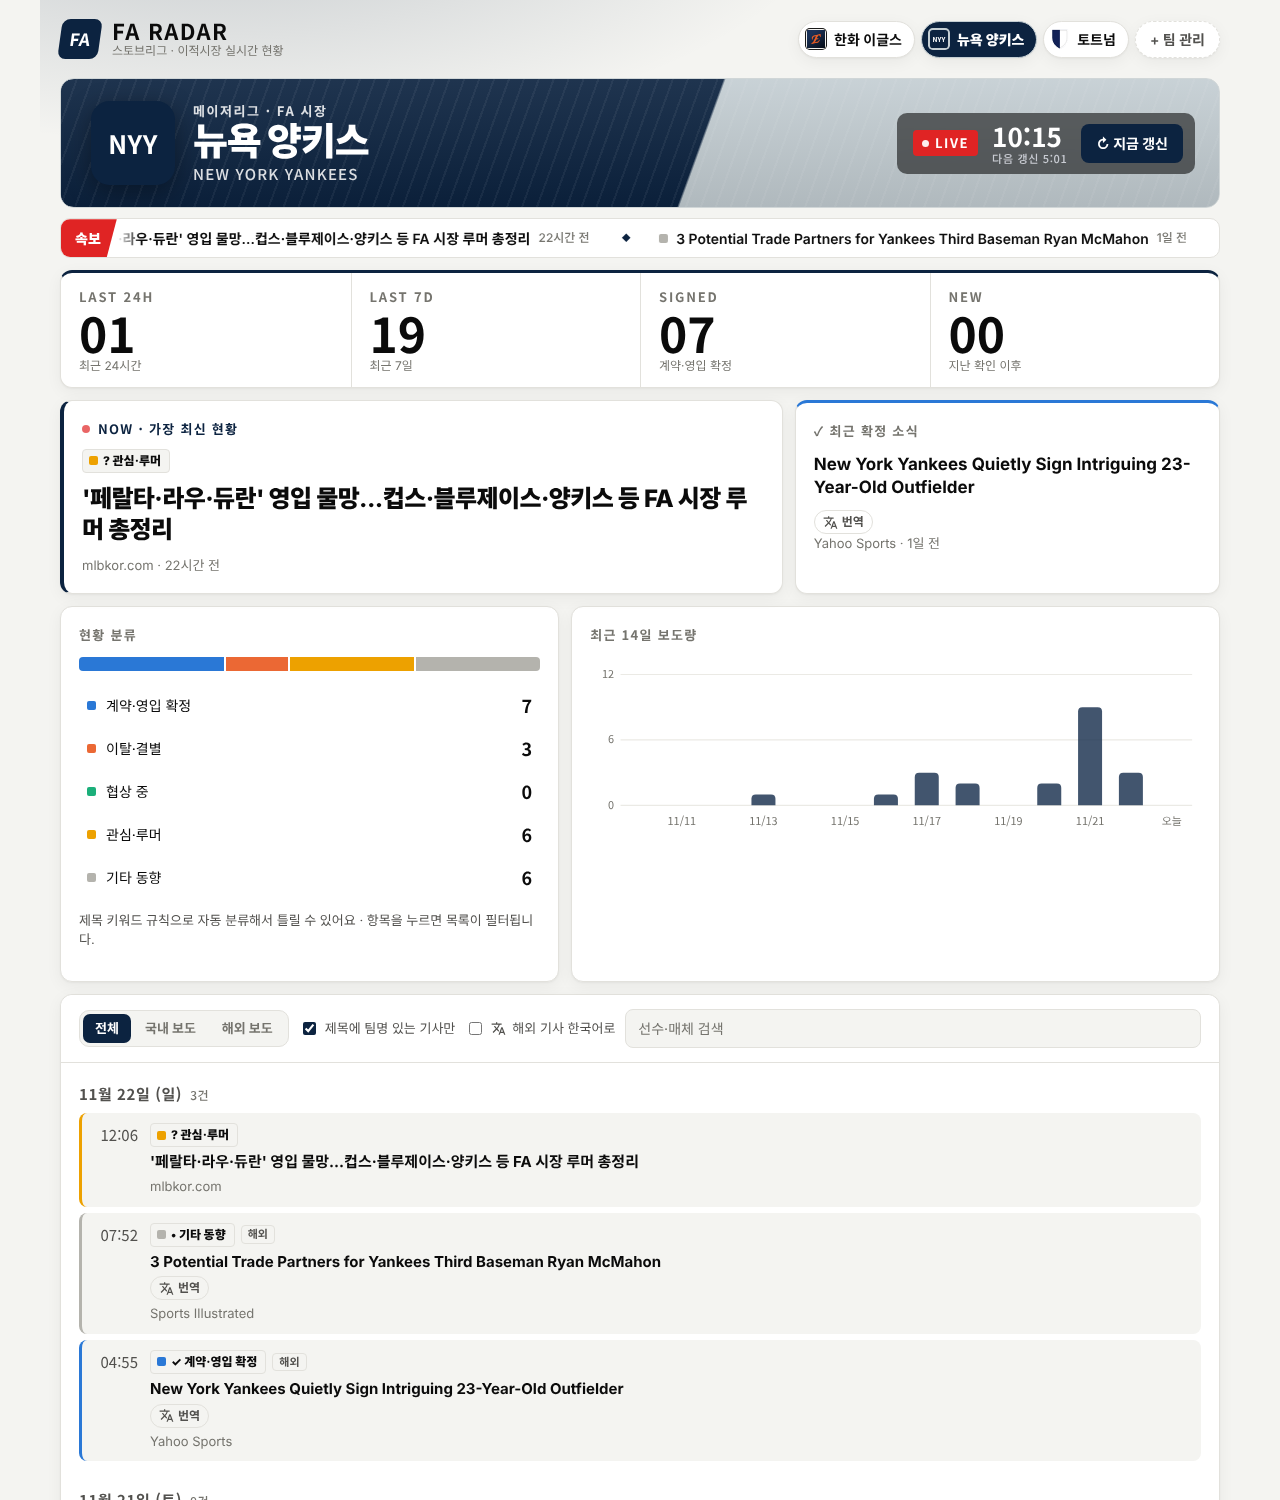 FA
FA RADAR
스토브리그 · 이적시장 실시간 현황
한화 이글스
NYY
뉴욕 양키스
토트넘
+ 팀 관리
NYY
메이저리그 · FA 시장
뉴욕 양키스
NEW YORK YANKEES
LIVE
10:15
다음 갱신 5:01
↻ 지금 갱신
속보
라우·듀란' 영입 물망…컵스·블루제이스·양키스 등 FA 시장 루머 총정리 22시간 전
◆
3 Potential Trade Partners for Yankees Third Baseman Ryan McMahon 1일 전
LAST 24H
01
최근 24시간
LAST 7D
19
최근 7일
SIGNED
07
계약·영입 확정
NEW
00
지난 확인 이후
NOW · 가장 최신 현황
? 관심·루머
'페랄타·라우·듀란' 영입 물망…컵스·블루제이스·양키스 등 FA 시장 루
머 총정리
mlbkor.com · 22시간 전
✓ 최근 확정 소식
New York Yankees Quietly Sign Intriguing 23-
Year-Old Outfielder
번역
Yahoo Sports · 1일 전
현황 분류
계약·영입 확정 7
이탈·결별 3
협상 중 0
관심·루머 6
기타 동향 6
제목 키워드 규칙으로 자동 분류해서 틀릴 수 있어요 · 항목을 누르면 목록이 필터됩니
다.
최근 14일 보도량
12
6
0
11/11 11/13 11/15 11/17 11/19 11/21 오늘
전체
국내 보도
해외 보도
제목에 팀명 있는 기사만
해외 기사 한국어로
선수·매체 검색
11월 22일 (일) 3건
12:06
? 관심·루머
'페랄타·라우·듀란' 영입 물망…컵스·블루제이스·양키스 등 FA 시장 루머 총정리
mlbkor.com
07:52
• 기타 동향
해외
3 Potential Trade Partners for Yankees Third Baseman Ryan McMahon
번역
Sports Illustrated
04:55
✓ 계약·영입 확정
해외
New York Yankees Quietly Sign Intriguing 23-Year-Old Outfielder
번역
Yahoo Sports
11월 21일 (토)